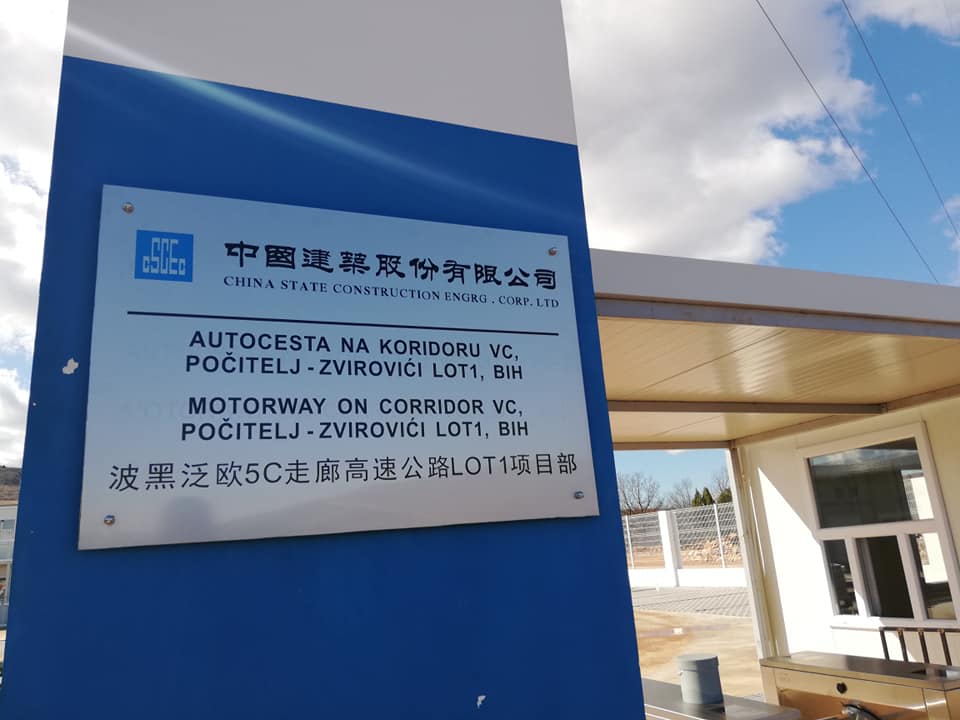 CSCEC
中國建築股份有限公司
CHINA STATE CONSTRUCTION ENGRG . CORP. LTD
AUTOCESTA NA KORIDORU VC,
POČITELJ - ZVIROVIĆI LOT1, BIH
MOTORWAY ON CORRIDOR VC,
POČITELJ - ZVIROVIĆI LOT1, BIH
波黑泛欧5C走廊高速公路LOT1项目部